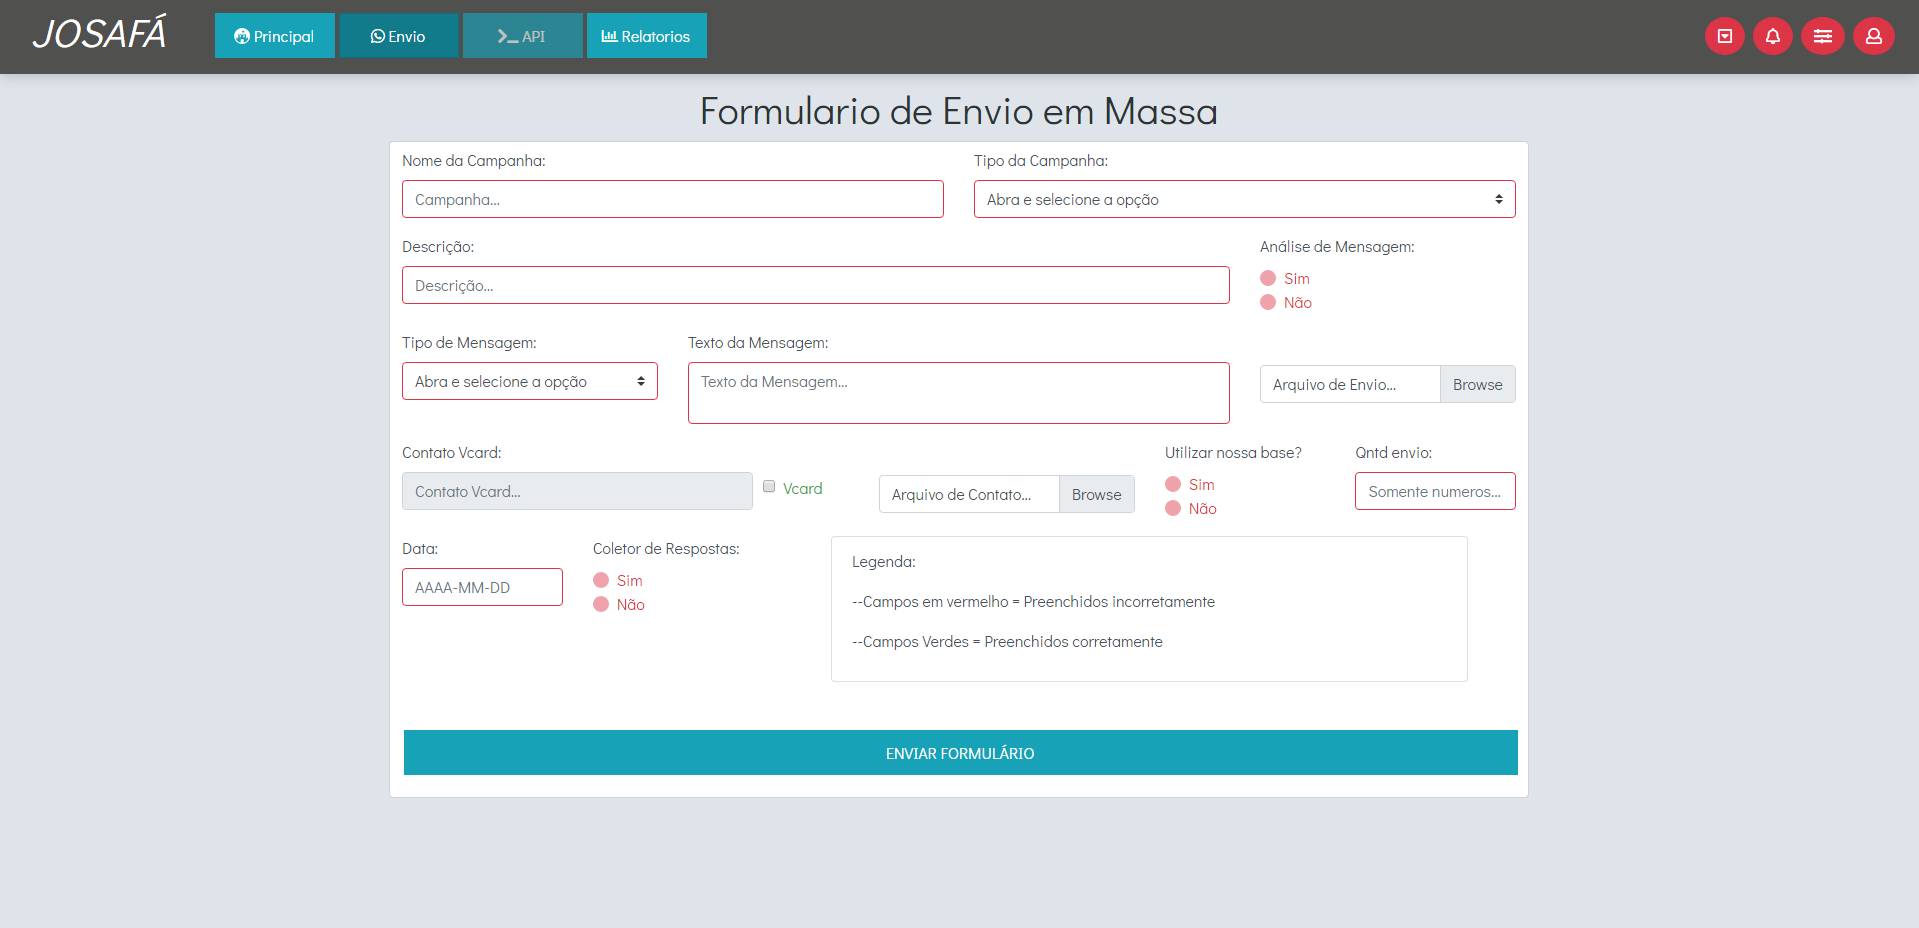 JOSAFÁ
Principal
Envio
API
Relatorios
Formulario de Envio em Massa
Nome da Campanha:
Tipo da Campanha:
Campanha...
Abra e selecione a opção
Descrição:
Análise de Mensagem:
Descrição...
Sim
Não
Tipo de Mensagem:
Texto da Mensagem:
Abra e selecione a opção
Texto da Mensagem...
Arquivo de Envio...
Browse
Contato Vcard:
Utilizar nossa base?
Qntd envio:
Contato Vcard...
Vcard
Arquivo de Contato...
Browse
Sim
Não
Somente numeros...
Data:
Coletor de Respostas:
AAAA-MM-DD
Sim
Não
Legenda:
--Campos em vermelho = Preenchidos incorretamente
--Campos Verdes = Preenchidos corretamente
ENVIAR FORMULÁRIO